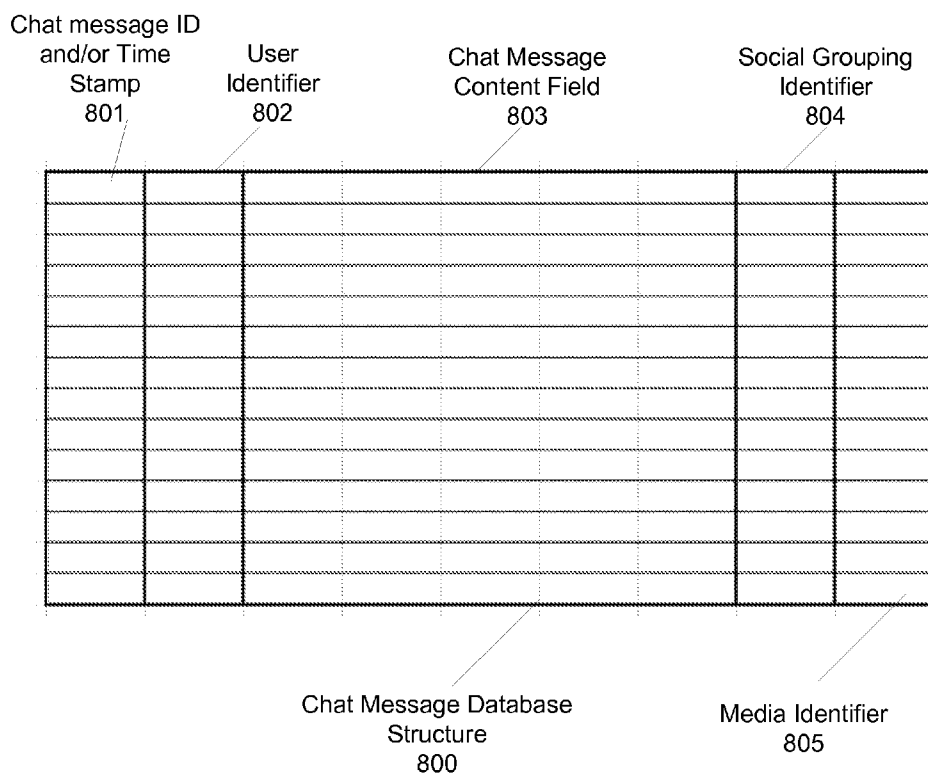 Chat message ID
and/or Time
Stamp
801
User
Identifier
802
Chat Message
Content Field
803
Social Grouping
Identifier
804
Chat Message Database
Structure
800
Media Identifier
805